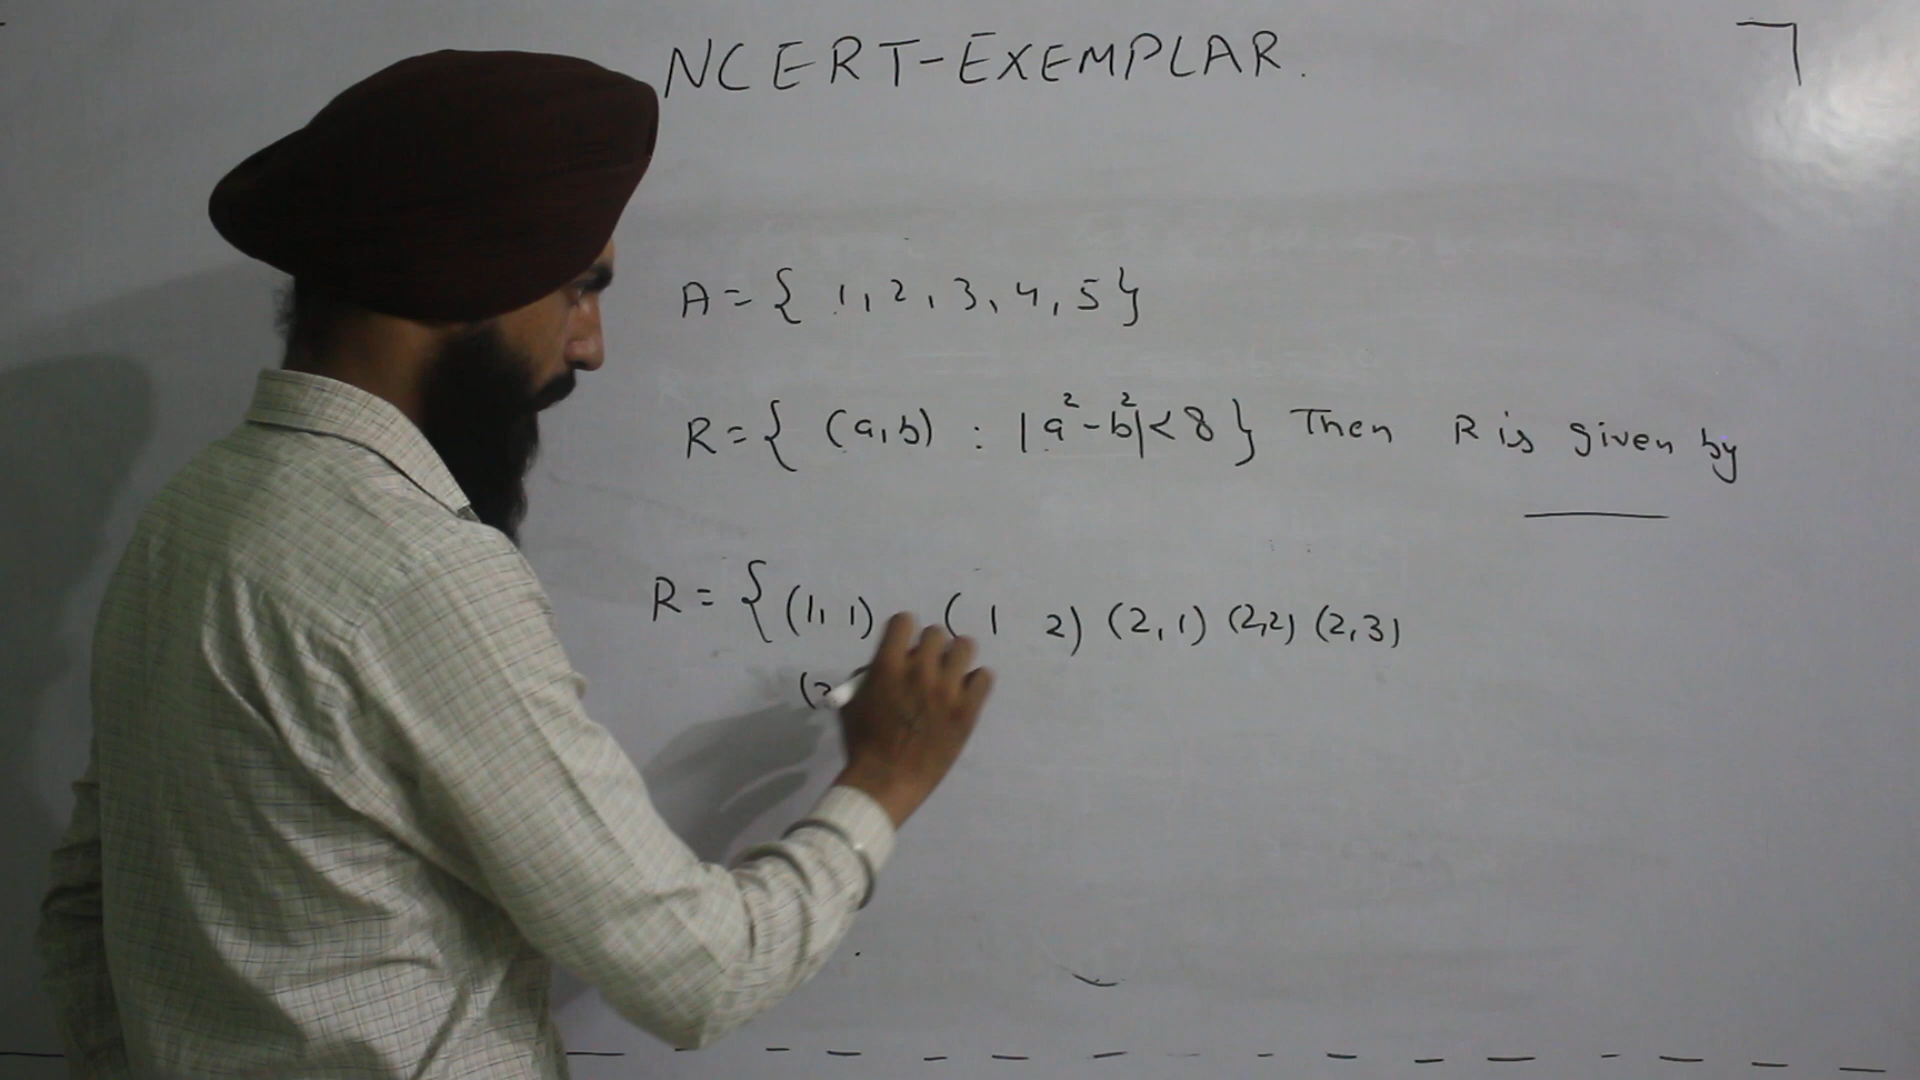 NCERT-EXEMPLAR.
A = { 1, 2, 3, 4, 5 }
R = { (a, b) : |a²-b²|< 8 } Then R is given by
R = { (1, 1) ( 1 2) (2, 1) (2,2) (2,3)